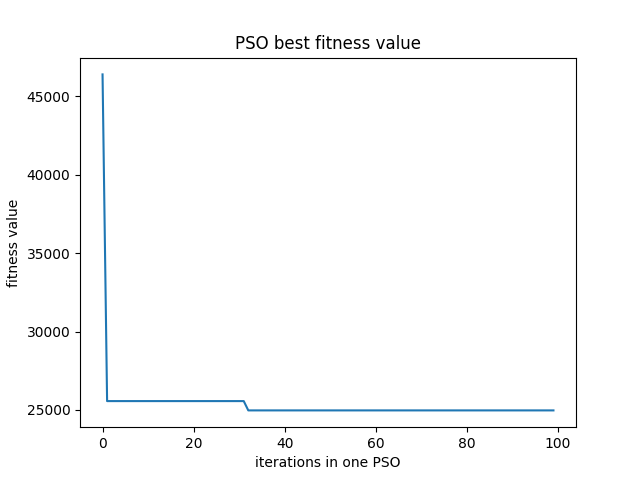 PSO best fitness value
fitness value
45000
40000
35000
30000
25000
0 20 40 60 80 100
iterations in one PSO